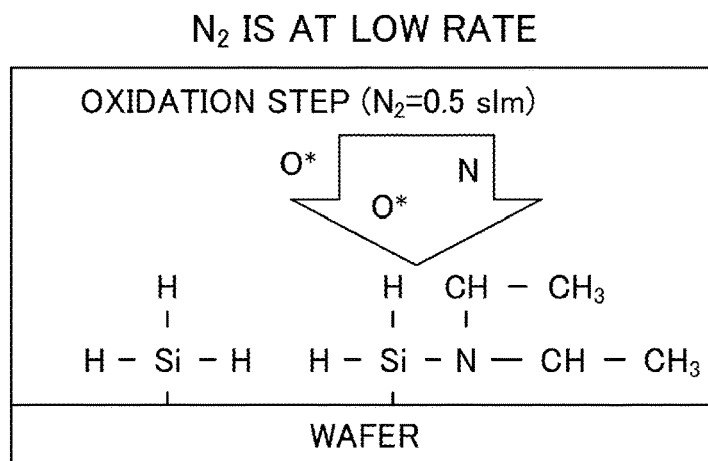 N₂ IS AT LOW RATE
OXIDATION STEP (N₂=0.5 slm)
O* N
O*
H H CH – CH₃
H – Si – H H – Si – N – CH – CH₃
WAFER